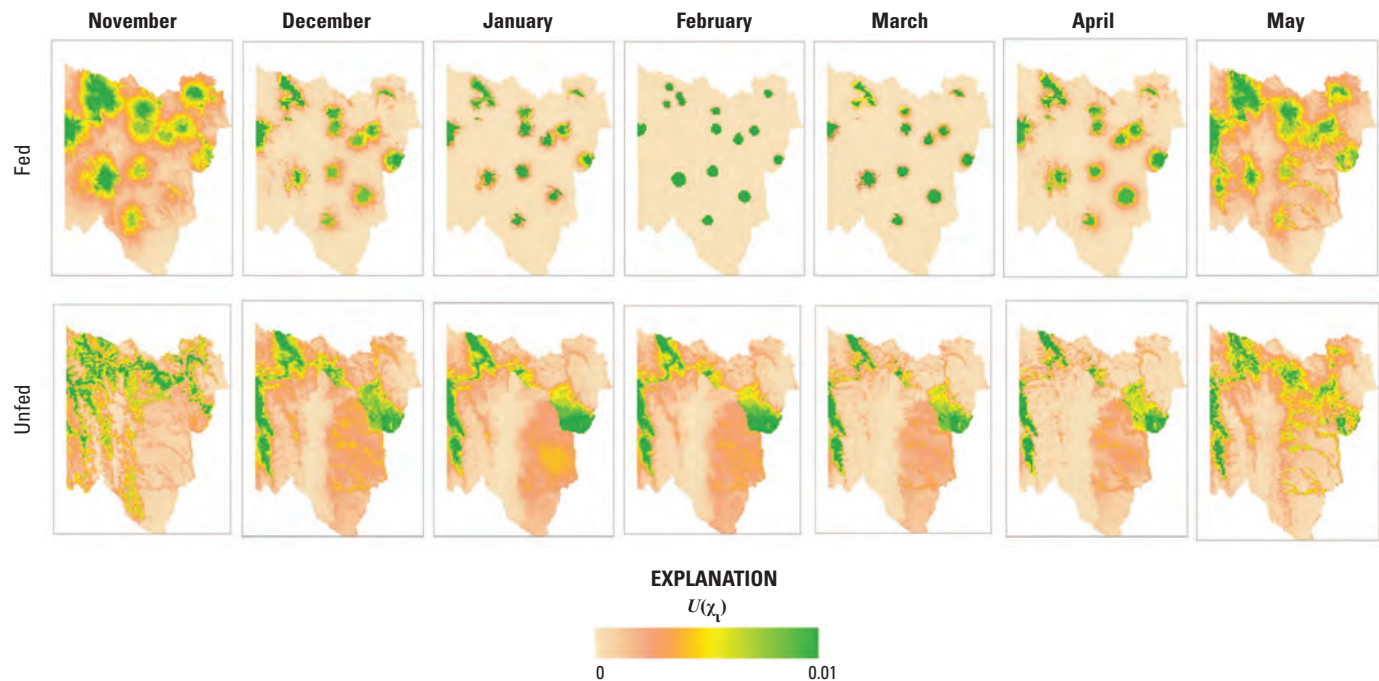 November December January February March April May
Fed
Unfed
EXPLANATION
U(χι)
0 0.01